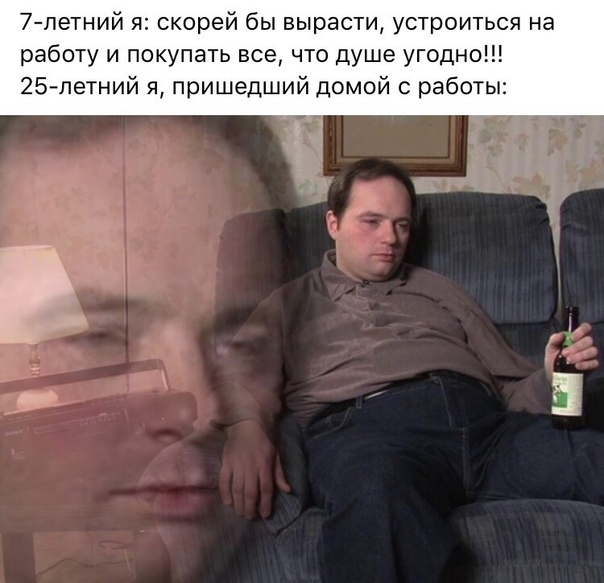 7-летний я: скорей бы вырасти, устроиться на
работу и покупать все, что душе угодно!!!
25-летний я, пришедший домой с работы: